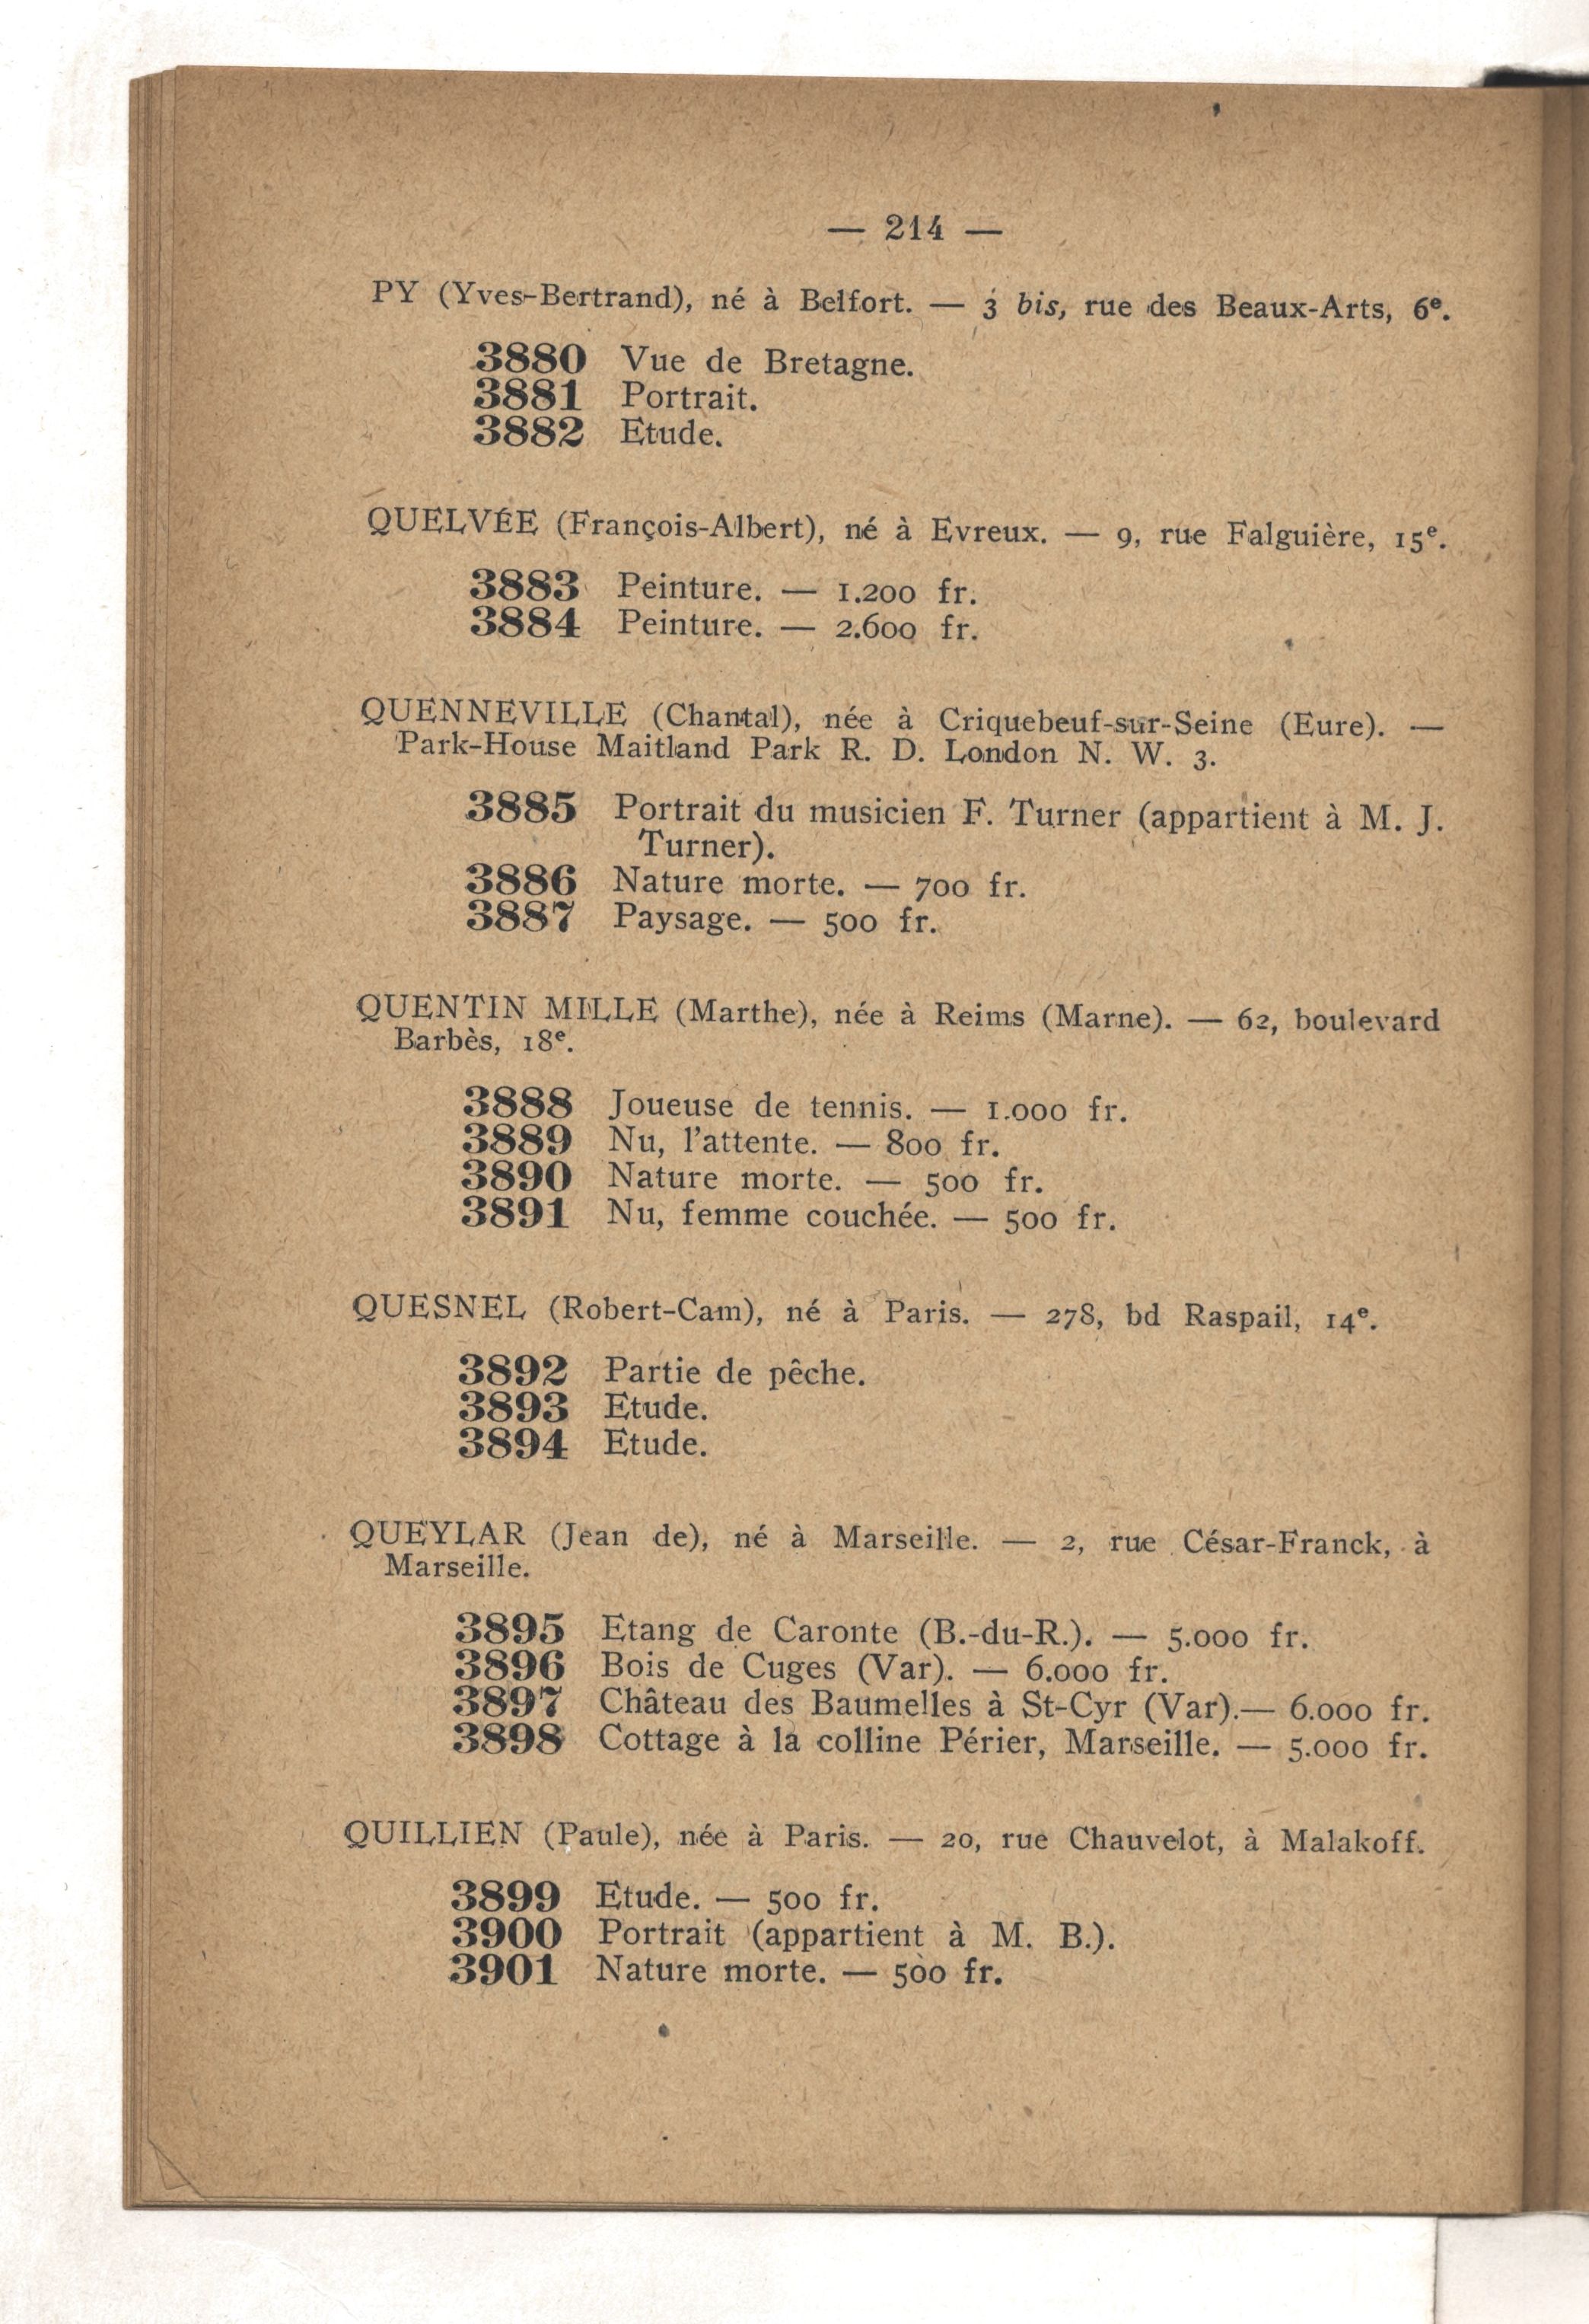 — 214 —
PY (Yves-Bertrand), né à Belfort. — 3 bis, rue des Beaux-Arts, 6e.
3880 Vue de Bretagne.
3881 Portrait.
3882 Etude.
QUELVÉE (François-Albert), né à Evreux. — 9, rue Falguière, 15e.
3883 Peinture. — 1.200 fr.
3884 Peinture. — 2.600 fr.
QUENNEVILLE (Chantal), née à Criquebeuf-sur-Seine (Eure). —
Park-House Maitland Park R. D. London N. W. 3.
3885 Portrait du musicien F. Turner (appartient à M. J.
Turner).
3886 Nature morte. — 700 fr.
3887 Paysage. — 500 fr.
QUENTIN MILLE (Marthe), née à Reims (Marne). — 62, boulevard
Barbès, 18e.
3888 Joueuse de tennis. — 1.000 fr.
3889 Nu, l'attente. — 800 fr.
3890 Nature morte. — 500 fr.
3891 Nu, femme couchée. — 500 fr.
QUESNEL (Robert-Cam), né à Paris. — 278, bd Raspail, 14e.
3892 Partie de pêche.
3893 Etude.
3894 Etude.
QUEYLAR (Jean de), né à Marseille. — 2, rue César-Franck, à
Marseille.
3895 Etang de Caronte (B.-du-R.). — 5.000 fr.
3896 Bois de Cuges (Var). — 6.000 fr.
3897 Château des Baumelles à St-Cyr (Var).— 6.000 fr.
3898 Cottage à la colline Périer, Marseille. — 5.000 fr.
QUILLIEN (Paule), née à Paris. — 20, rue Chauvelot, à Malakoff.
3899 Etude. — 500 fr.
3900 Portrait (appartient à M. B.).
3901 Nature morte. — 500 fr.